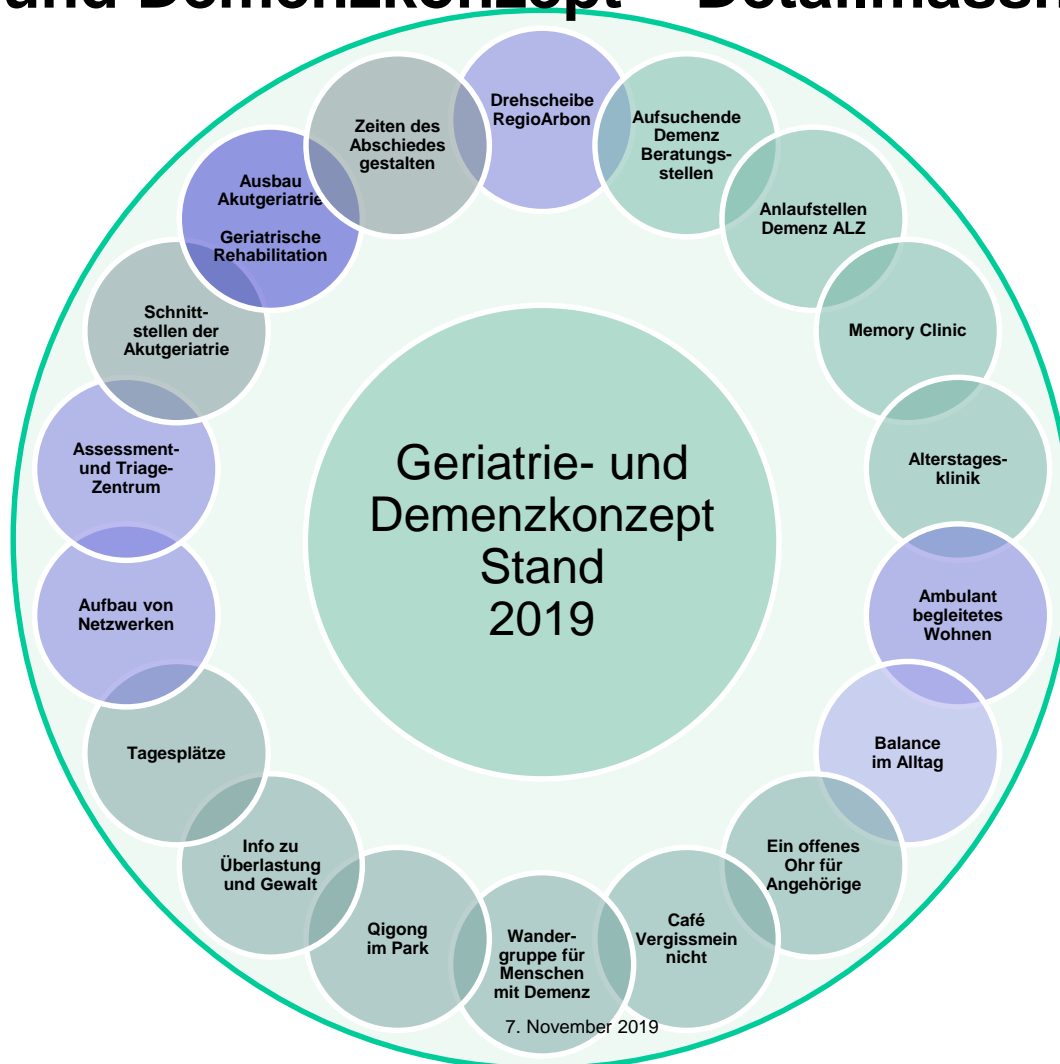 und Demenzkonzept – Detailmassn
Drehscheibe
RegioArbon
Aufsuchende
Demenz
Beratungs-
stellen
Anlaufstellen
Demenz ALZ
Memory Clinic
Alterstages-
klinik
Ambulant
begleitetes
Wohnen
Balance
im Alltag
Ein offenes
Ohr für
Angehörige
Café
Vergissmein
nicht
Wander-
gruppe für
Menschen
mit Demenz
Qigong
im Park
Info zu
Überlastung
und Gewalt
Tagesplätze
Aufbau von
Netzwerken
Assessment-
und Triage-
Zentrum
Schnitt-
stellen der
Akutgeriatrie
Ausbau
Akutgeriatrie
Geriatrische
Rehabilitation
Zeiten des
Abschiedes
gestalten
Geriatrie- und
Demenzkonzept
Stand
2019
7. November 2019